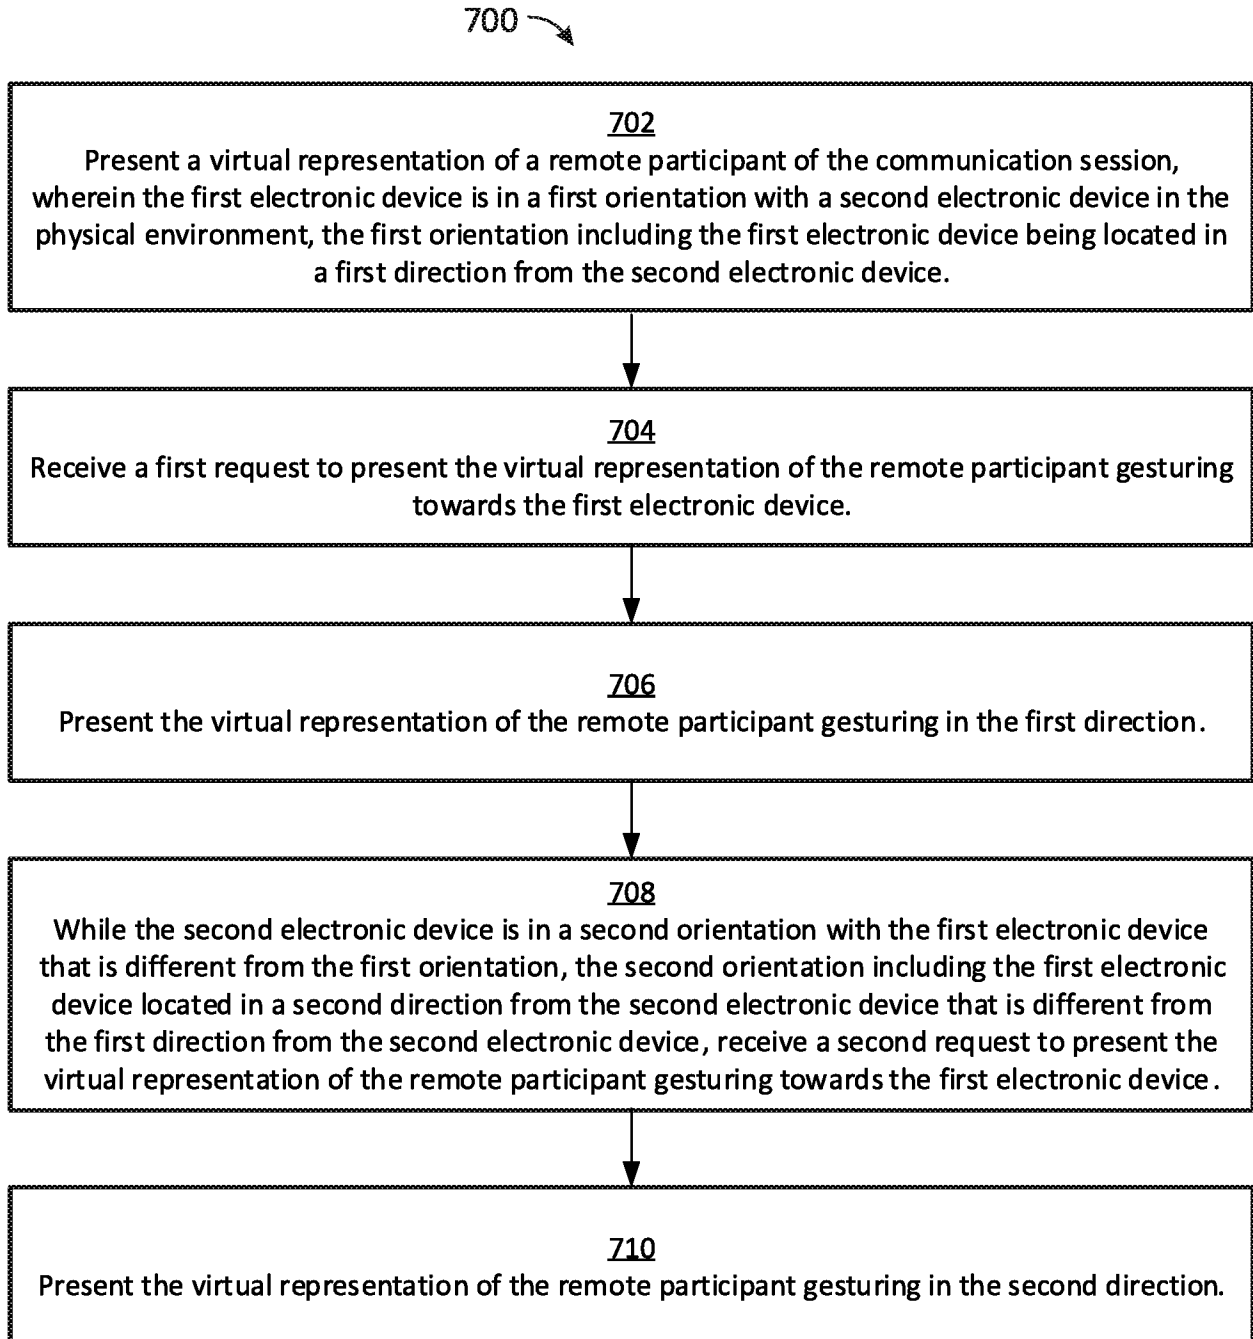 700
702
Present a virtual representation of a remote participant of the communication session,
wherein the first electronic device is in a first orientation with a second electronic device in the
physical environment, the first orientation including the first electronic device being located in
a first direction from the second electronic device.
704
Receive a first request to present the virtual representation of the remote participant gesturing
towards the first electronic device.
706
Present the virtual representation of the remote participant gesturing in the first direction.
708
While the second electronic device is in a second orientation with the first electronic device
that is different from the first orientation, the second orientation including the first electronic
device located in a second direction from the second electronic device that is different from
the first direction from the second electronic device, receive a second request to present the
virtual representation of the remote participant gesturing towards the first electronic device.
710
Present the virtual representation of the remote participant gesturing in the second direction.